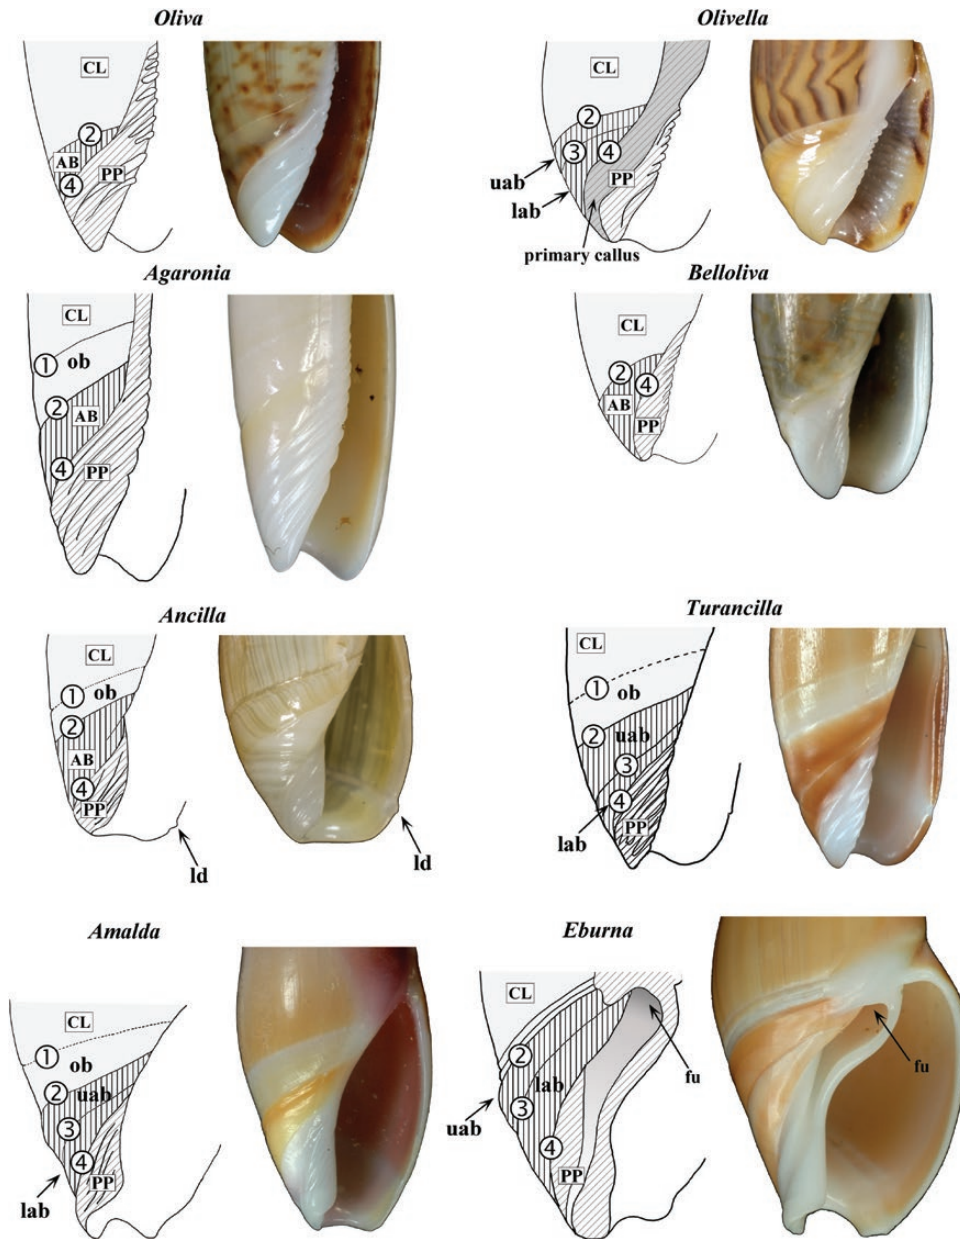 Oliva
CL
2
AB
4
PP
Olivella
CL
2
3
4
PP
uab
lab
primary callus
Agaronia
CL
1
ob
2
AB
4
PP
Belloliva
CL
2
4
AB
PP
Ancilla
CL
1
ob
2
AB
4
PP
ld
ld
Turancilla
CL
1
ob
2
uab
3
4
lab
PP
Amalda
CL
1
ob
2
uab
3
4
lab
PP
Eburna
CL
2
lab
3
uab
4
PP
fu
fu